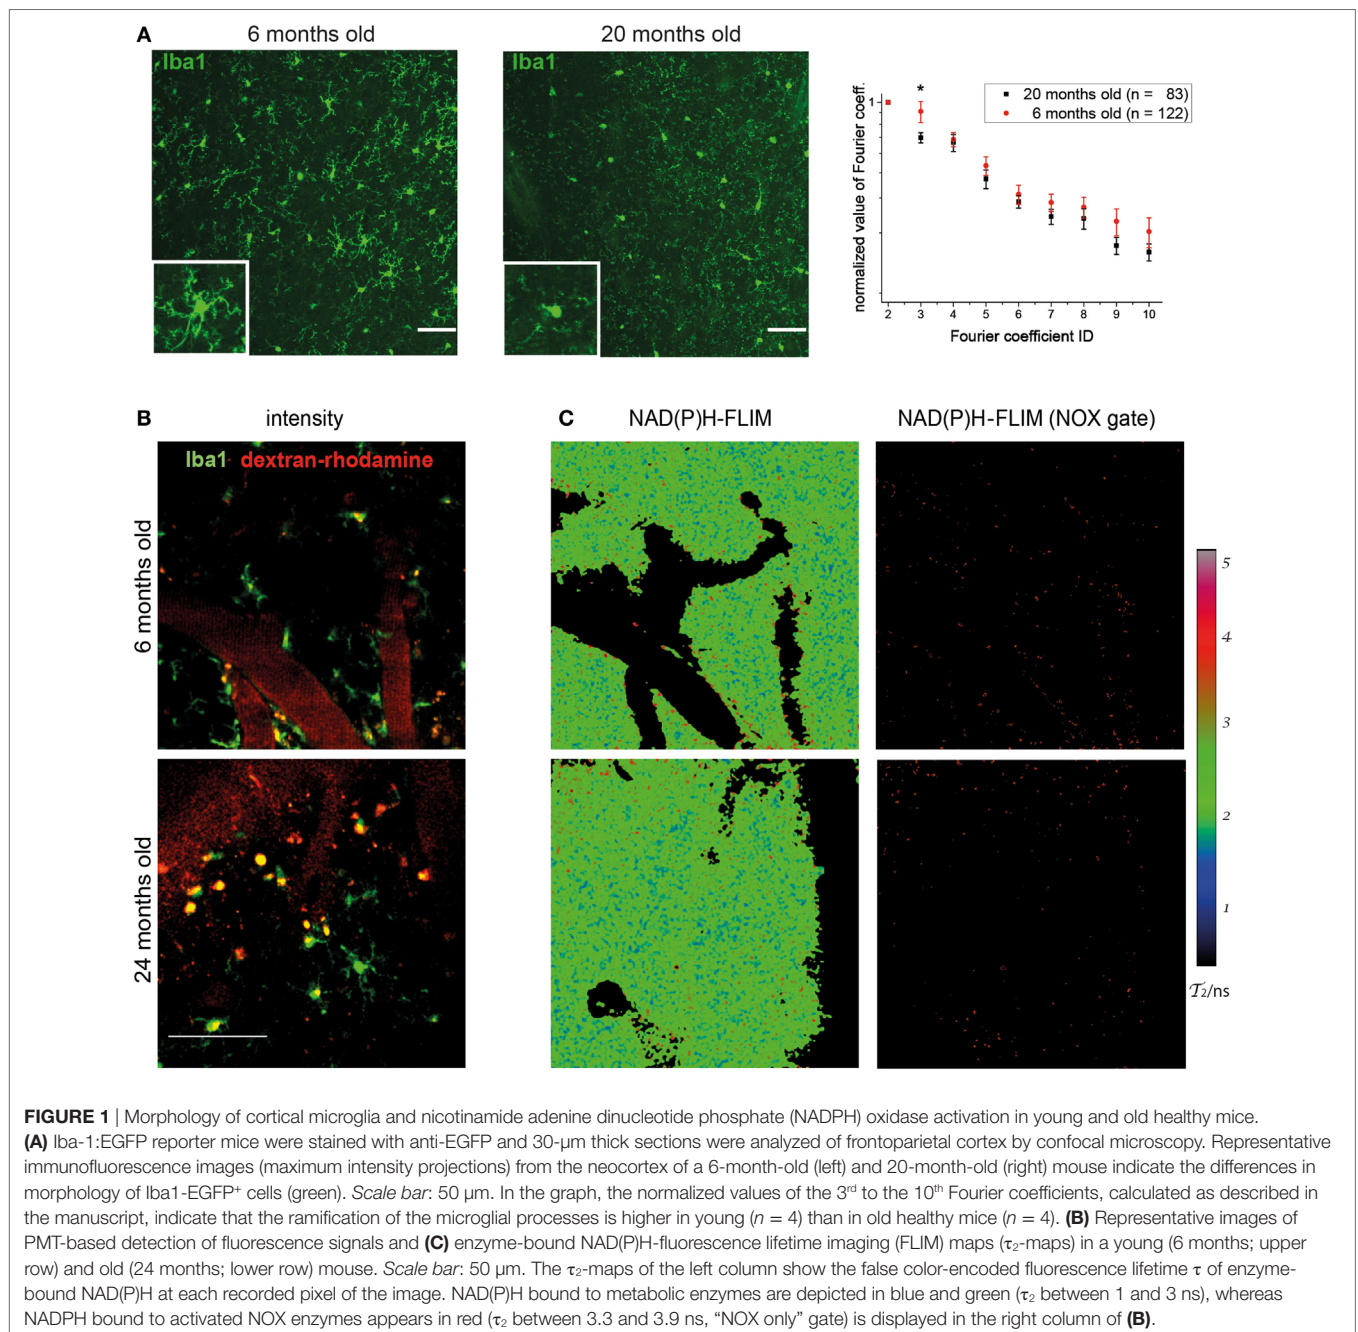 A
6 months old
20 months old
Iba1
Iba1
normalized value of Fourier coeff.
1
*
20 months old (n = 83)
6 months old (n = 122)
2 3 4 5 6 7 8 9 10
Fourier coefficient ID
B
intensity
C
NAD(P)H-FLIM
NAD(P)H-FLIM (NOX gate)
Iba1 dextran-rhodamine
6 months old
24 months old
5
4
3
2
1
τ2/ns
FIGURE 1 | Morphology of cortical microglia and nicotinamide adenine dinucleotide phosphate (NADPH) oxidase activation in young and old healthy mice.
(A) Iba-1:EGFP reporter mice were stained with anti-EGFP and 30-μm thick sections were analyzed of frontoparietal cortex by confocal microscopy. Representative
immunofluorescence images (maximum intensity projections) from the neocortex of a 6-month-old (left) and 20-month-old (right) mouse indicate the differences in
morphology of Iba1-EGFP⁺ cells (green). Scale bar: 50 μm. In the graph, the normalized values of the 3rd to the 10th Fourier coefficients, calculated as described in
the manuscript, indicate that the ramification of the microglial processes is higher in young (n = 4) than in old healthy mice (n = 4). (B) Representative images of
PMT-based detection of fluorescence signals and (C) enzyme-bound NAD(P)H-fluorescence lifetime imaging (FLIM) maps (τ2-maps) in a young (6 months; upper
row) and old (24 months; lower row) mouse. Scale bar: 50 μm. The τ2-maps of the left column show the false color-encoded fluorescence lifetime τ of enzyme-
bound NAD(P)H at each recorded pixel of the image. NAD(P)H bound to metabolic enzymes are depicted in blue and green (τ2 between 1 and 3 ns), whereas
NADPH bound to activated NOX enzymes appears in red (τ2 between 3.3 and 3.9 ns, “NOX only” gate) is displayed in the right column of (B).